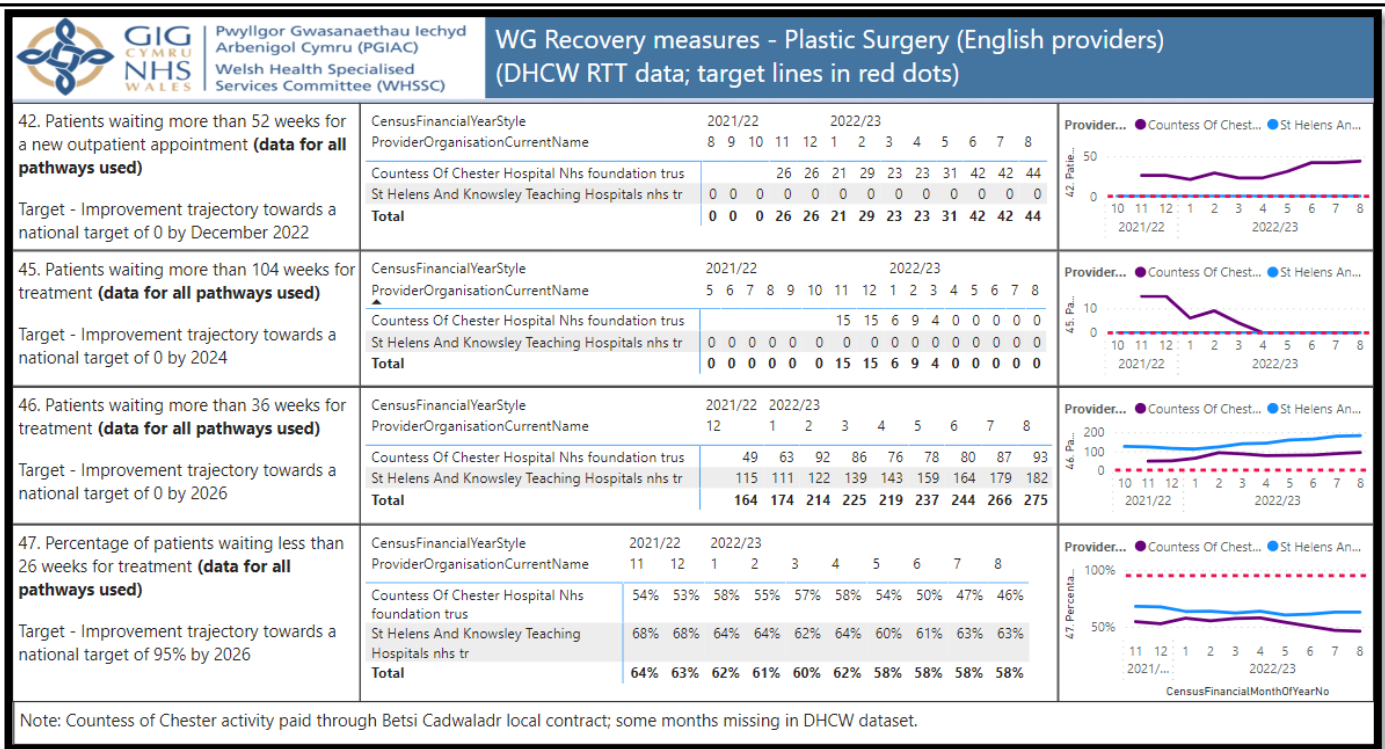 GIG
CYMRU
NHS
WALES
Pwyllgor Gwasanaethau Iechyd
Arbenigol Cymru (PGIAC)
Welsh Health Specialised
Services Committee (WHSSC)
WG Recovery measures - Plastic Surgery (English providers)
(DHCW RTT data; target lines in red dots)
42. Patients waiting more than 52 weeks for
a new outpatient appointment (data for all
pathways used)
Target - Improvement trajectory towards a
national target of 0 by December 2022
CensusFinancialYearStyle 2021/22 2022/23
ProviderOrganisationCurrentName 8 9 10 11 12 1 2 3 4 5 6 7 8
Countess Of Chester Hospital Nhs foundation trus 26 26 21 29 23 23 31 42 42 44
St Helens And Knowsley Teaching Hospitals nhs tr 0 0 0 0 0 0 0 0 0 0 0 0 0
Total 0 0 0 26 26 21 29 23 23 31 42 42 44
Provider... Countess Of Chest... St Helens An...
42. Patie...
50
0
10 11 12 1 2 3 4 5 6 7 8
2021/22 2022/23
45. Patients waiting more than 104 weeks for
treatment (data for all pathways used)
Target - Improvement trajectory towards a
national target of 0 by 2024
CensusFinancialYearStyle 2021/22 2022/23
ProviderOrganisationCurrentName 5 6 7 8 9 10 11 12 1 2 3 4 5 6 7 8
Countess Of Chester Hospital Nhs foundation trus 15 15 6 9 4 0 0 0 0 0
St Helens And Knowsley Teaching Hospitals nhs tr 0 0 0 0 0 0 0 0 0 0 0 0 0 0 0 0
Total 0 0 0 0 0 0 15 15 6 9 4 0 0 0 0 0
Provider... Countess Of Chest... St Helens An...
45. Pa...
10
0
10 11 12 1 2 3 4 5 6 7 8
2021/22 2022/23
46. Patients waiting more than 36 weeks for
treatment (data for all pathways used)
Target - Improvement trajectory towards a
national target of 0 by 2026
CensusFinancialYearStyle 2021/22 2022/23
ProviderOrganisationCurrentName 12 1 2 3 4 5 6 7 8
Countess Of Chester Hospital Nhs foundation trus 49 63 92 86 76 78 80 87 93
St Helens And Knowsley Teaching Hospitals nhs tr 115 111 122 139 143 159 164 179 182
Total 164 174 214 225 219 237 244 266 275
Provider... Countess Of Chest... St Helens An...
46. Pa...
200
100
0
10 11 12 1 2 3 4 5 6 7 8
2021/22 2022/23
47. Percentage of patients waiting less than
26 weeks for treatment (data for all
pathways used)
Target - Improvement trajectory towards a
national target of 95% by 2026
CensusFinancialYearStyle 2021/22 2022/23
ProviderOrganisationCurrentName 11 12 1 2 3 4 5 6 7 8
Countess Of Chester Hospital Nhs 54% 53% 58% 55% 57% 58% 54% 50% 47% 46%
foundation trus
St Helens And Knowsley Teaching 68% 68% 64% 64% 62% 64% 60% 61% 63% 63%
Hospitals nhs tr
Total 64% 63% 62% 61% 60% 62% 58% 58% 58% 58%
Provider... Countess Of Chest... St Helens An...
47. Percenta...
100%
50%
11 12 1 2 3 4 5 6 7 8
2021/... 2022/23
CensusFinancialMonthOfYearNo
Note: Countess of Chester activity paid through Betsi Cadwaladr local contract; some months missing in DHCW dataset.